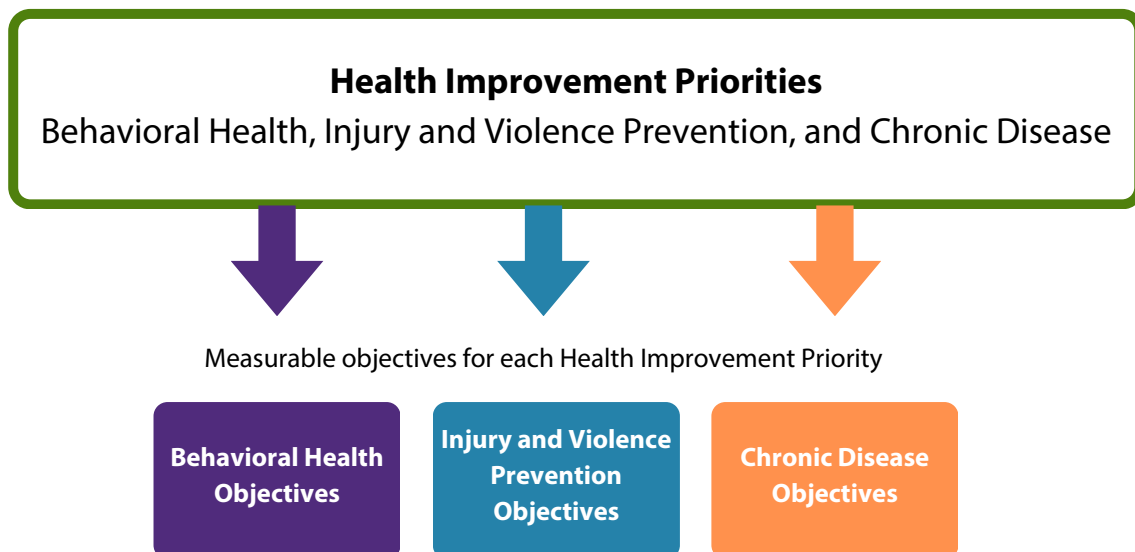 Health Improvement Priorities
Behavioral Health, Injury and Violence Prevention, and Chronic Disease
Measurable objectives for each Health Improvement Priority
Behavioral Health
Objectives
Injury and Violence
Prevention
Objectives
Chronic Disease
Objectives